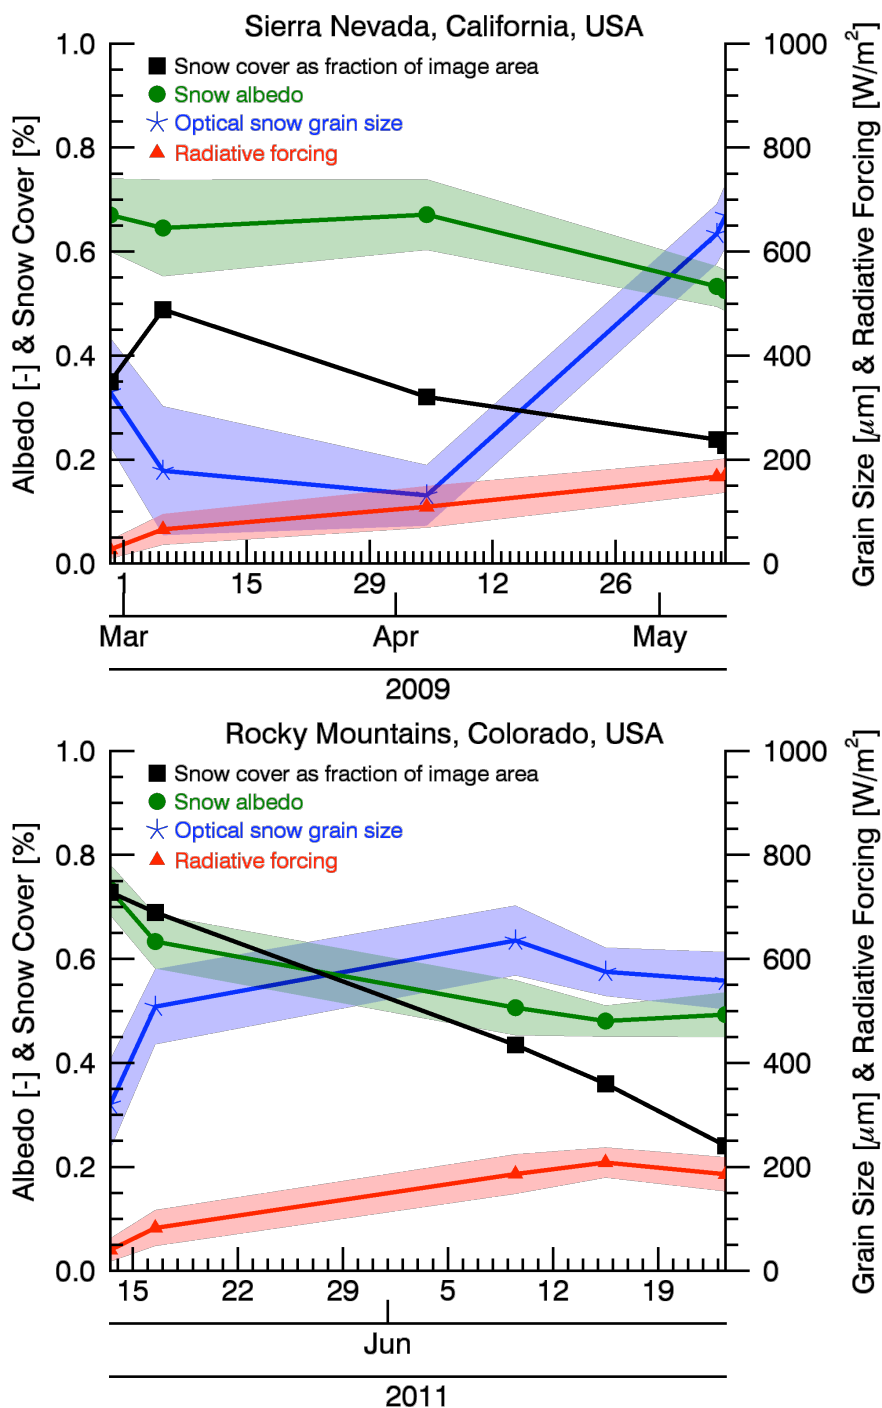 Sierra Nevada, California, USA
Albedo [-] & Snow Cover [%]
1.0
0.8
0.6
0.4
0.2
0.0
Snow cover as fraction of image area
Snow albedo
Optical snow grain size
Radiative forcing
1000
800
600
400
200
0
Grain Size [µm] & Radiative Forcing [W/m²]
1 15 29 12 26
Mar Apr May
2009
Rocky Mountains, Colorado, USA
Albedo [-] & Snow Cover [%]
1.0
0.8
0.6
0.4
0.2
0.0
Snow cover as fraction of image area
Snow albedo
Optical snow grain size
Radiative forcing
1000
800
600
400
200
0
Grain Size [µm] & Radiative Forcing [W/m²]
15 22 29 5 12 19
Jun
2011